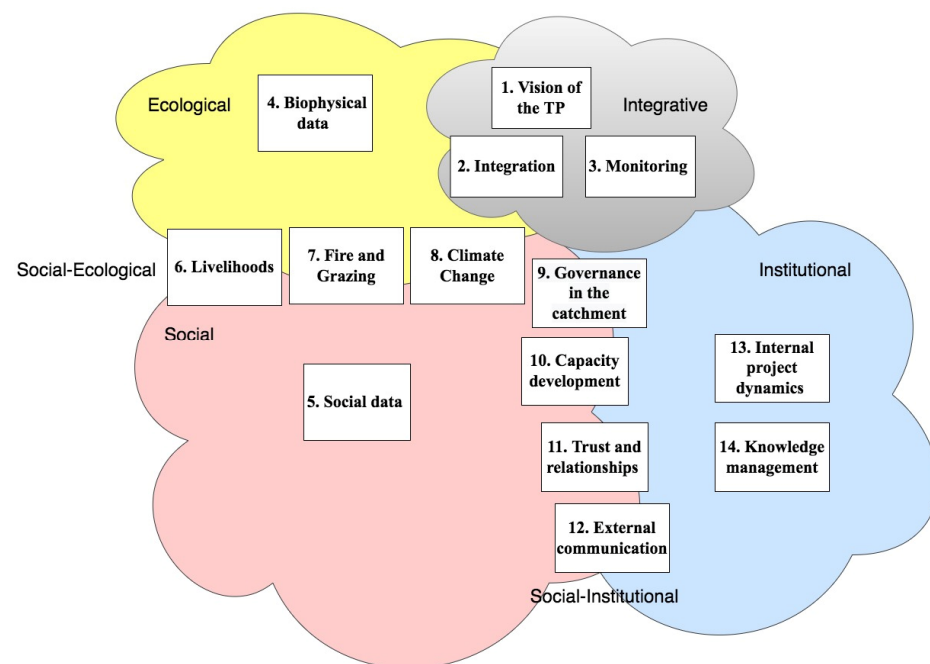 Ecological
4. Biophysical
data
1. Vision of
the TP
Integrative
2. Integration
3. Monitoring
Social-Ecological
6. Livelihoods
7. Fire and
Grazing
8. Climate
Change
9. Governance
in the
catchment
Institutional
Social
5. Social data
10. Capacity
development
13. Internal
project
dynamics
11. Trust and
relationships
14. Knowledge
management
12. External
communication
Social-Institutional